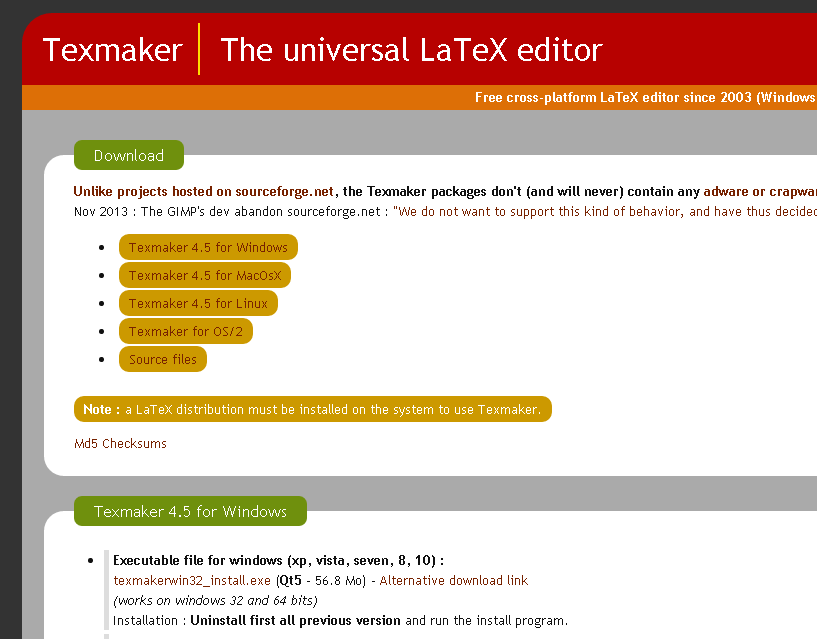 Texmaker The universal LaTeX editor
Free cross-platform LaTeX editor since 2003 (Windows
Download
Unlike projects hosted on sourceforge.net, the Texmaker packages don't (and will never) contain any adware or crapwar
Nov 2013 : The GIMP's dev abandon sourceforge.net : "We do not want to support this kind of behavior, and have thus decided
Texmaker 4.5 for Windows
Texmaker 4.5 for MacOsX
Texmaker 4.5 for Linux
Texmaker for OS/2
Source files
Note : a LaTeX distribution must be installed on the system to use Texmaker.
Md5 Checksums
Texmaker 4.5 for Windows
Executable file for windows (xp, vista, seven, 8, 10) :
texmakerwin32_install.exe (Qt5 - 56.8 Mo) - Alternative download link
(works on windows 32 and 64 bits)
Installation : Uninstall first all previous version and run the install program.